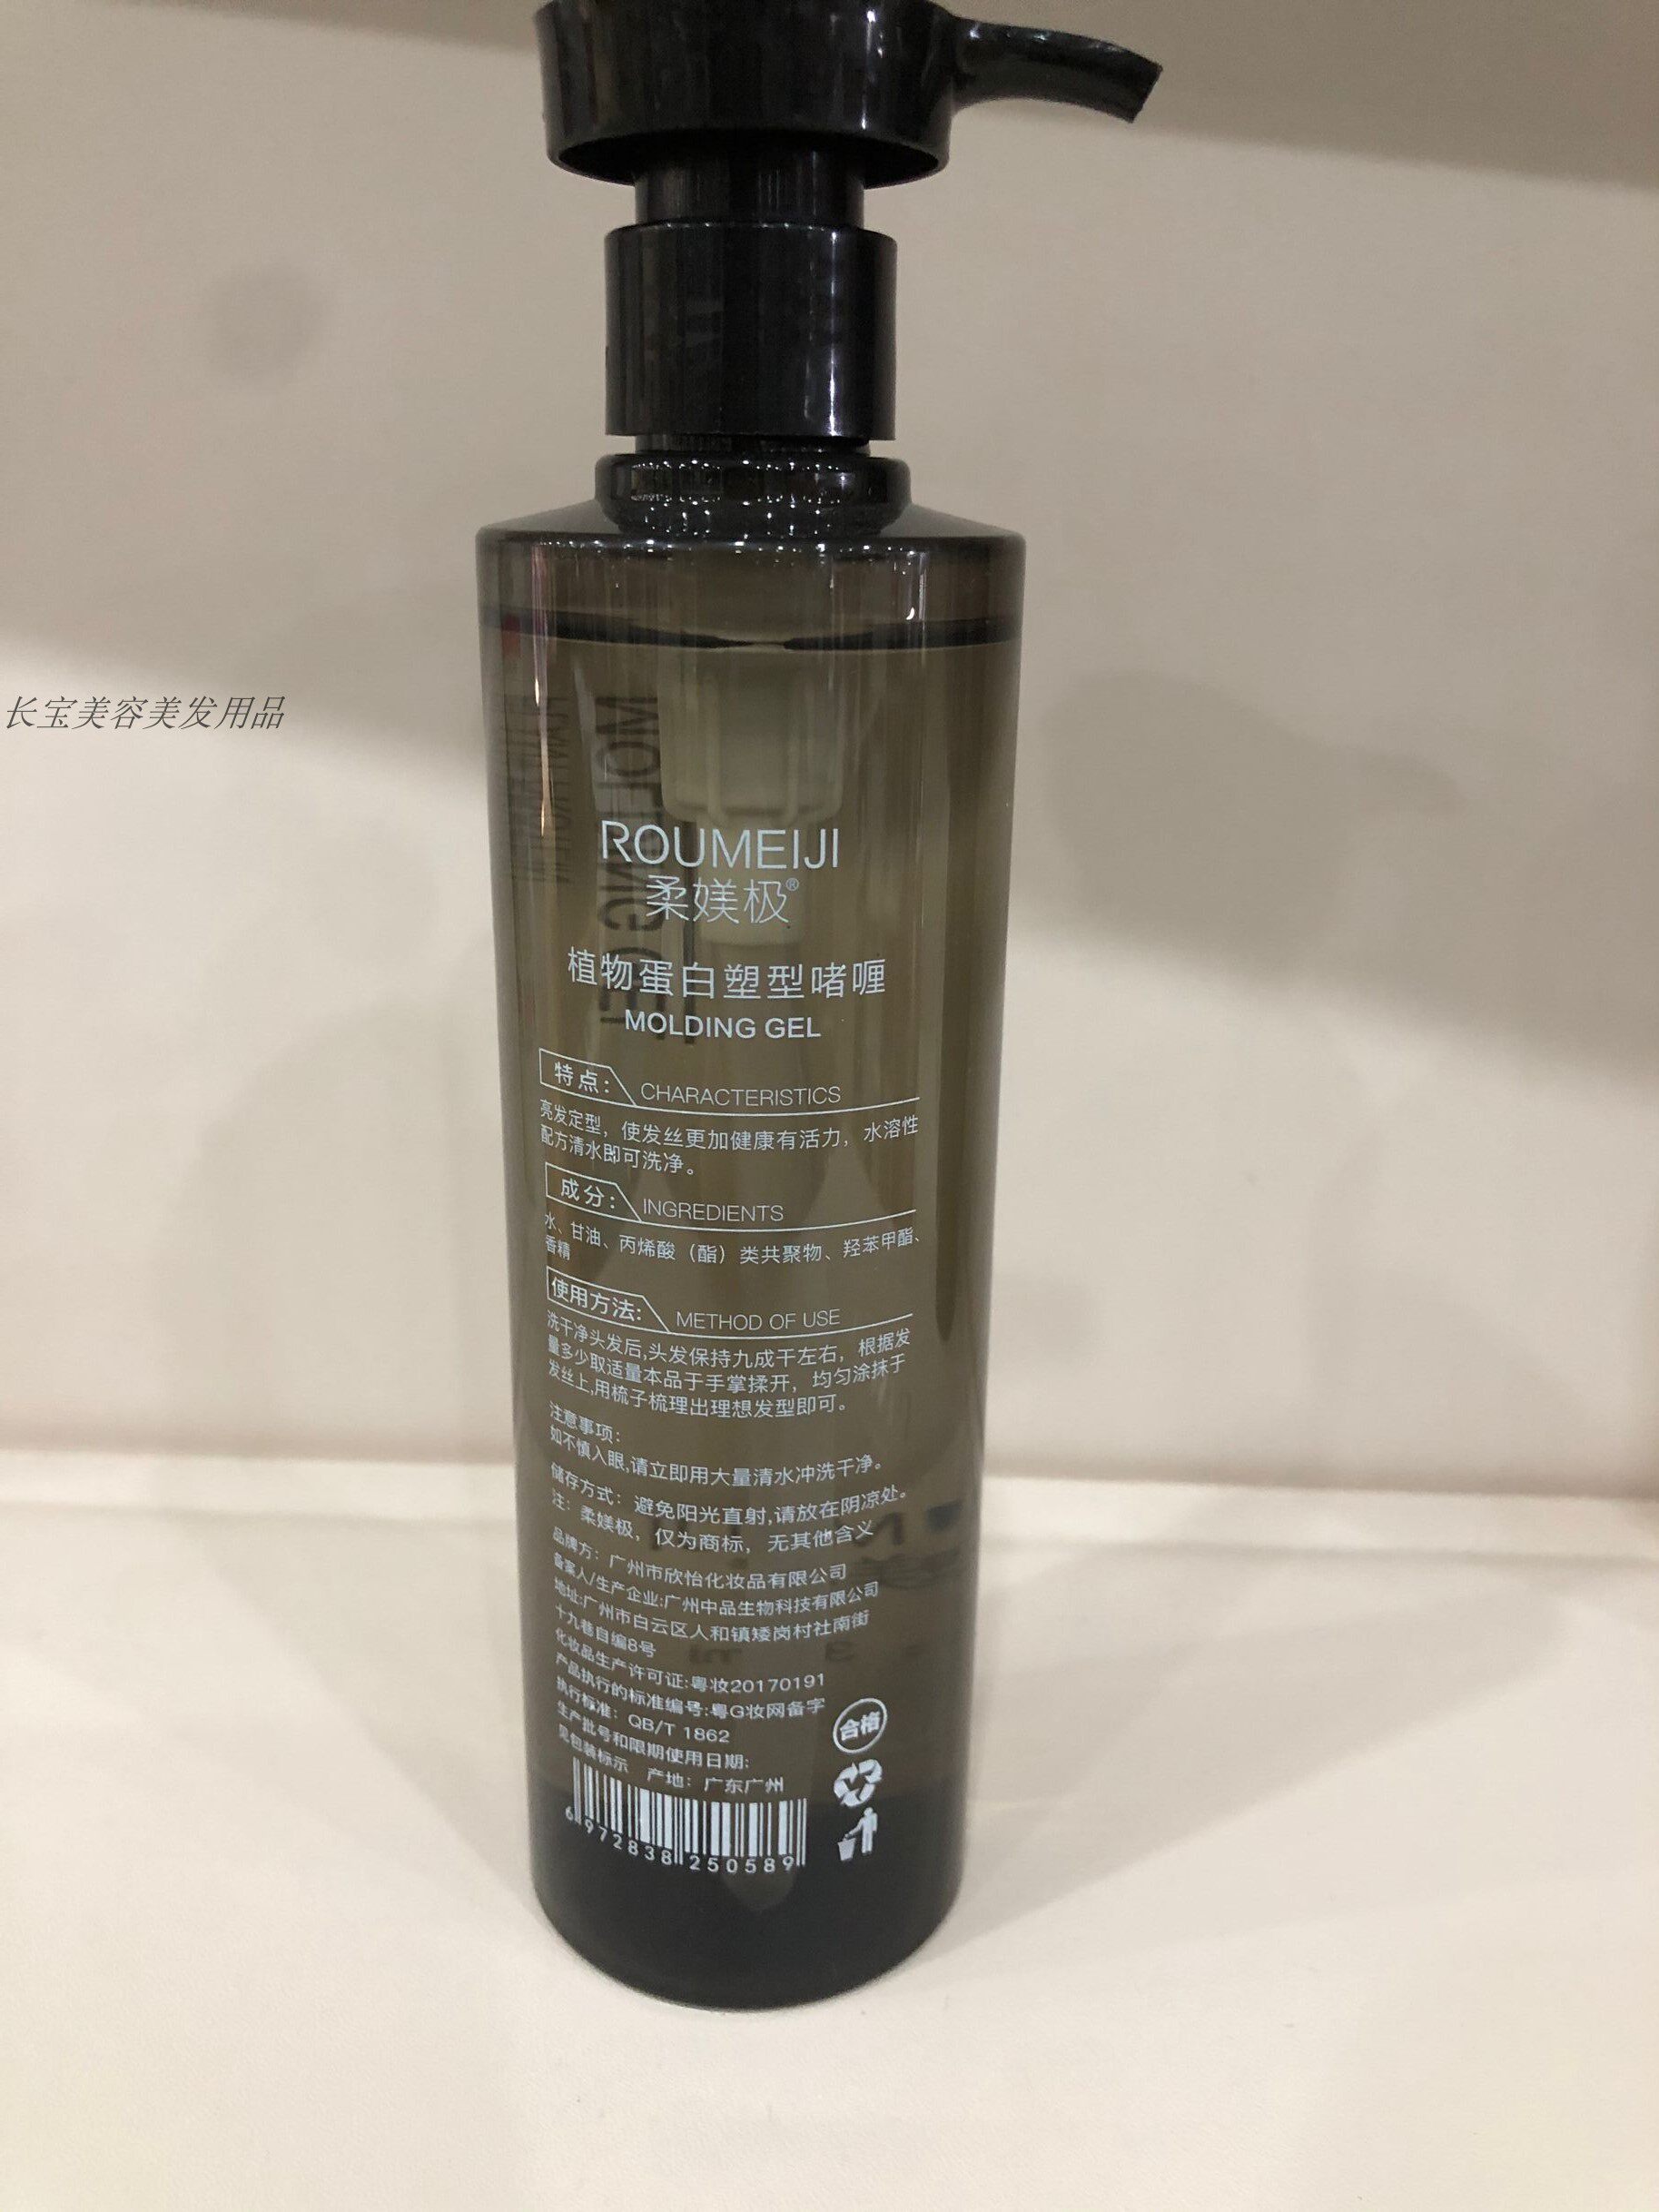 长宝美容美发用品
ROUMEIJI
柔媄极®
植物蛋白塑型啫喱
MOLDING GEL
特点： CHARACTERISTICS
亮发定型，使发丝更加健康有活力，水溶性
配方清水即可洗净。
成分： INGREDIENTS
水、甘油、丙烯酸（酯）类共聚物、羟苯甲酯、
香精
使用方法: METHOD OF USE
洗干净头发后,头发保持九成干左右，根据发
量多少取适量本品于手掌揉开，均匀涂抹于
发丝上,用梳子梳理出理想发型即可。
注意事项：
如不慎入眼,请立即用大量清水冲洗干净。
储存方式：避免阳光直射,请放在阴凉处。
注：柔媄极，仅为商标，无其他含义
品牌方：广州市欣怡化妆品有限公司
备案人/生产企业:广州中品生物科技有限公司
地址:广州市白云区人和镇矮岗村社南街
十九巷自编8号
化妆品生产许可证:粤妆20170191
产品执行的标准编号:粤G妆网备字
执行标准：QB/T 1862
生产批号和限期使用日期:
见包装标示 产地：广东广州
合格
6 972838 250589